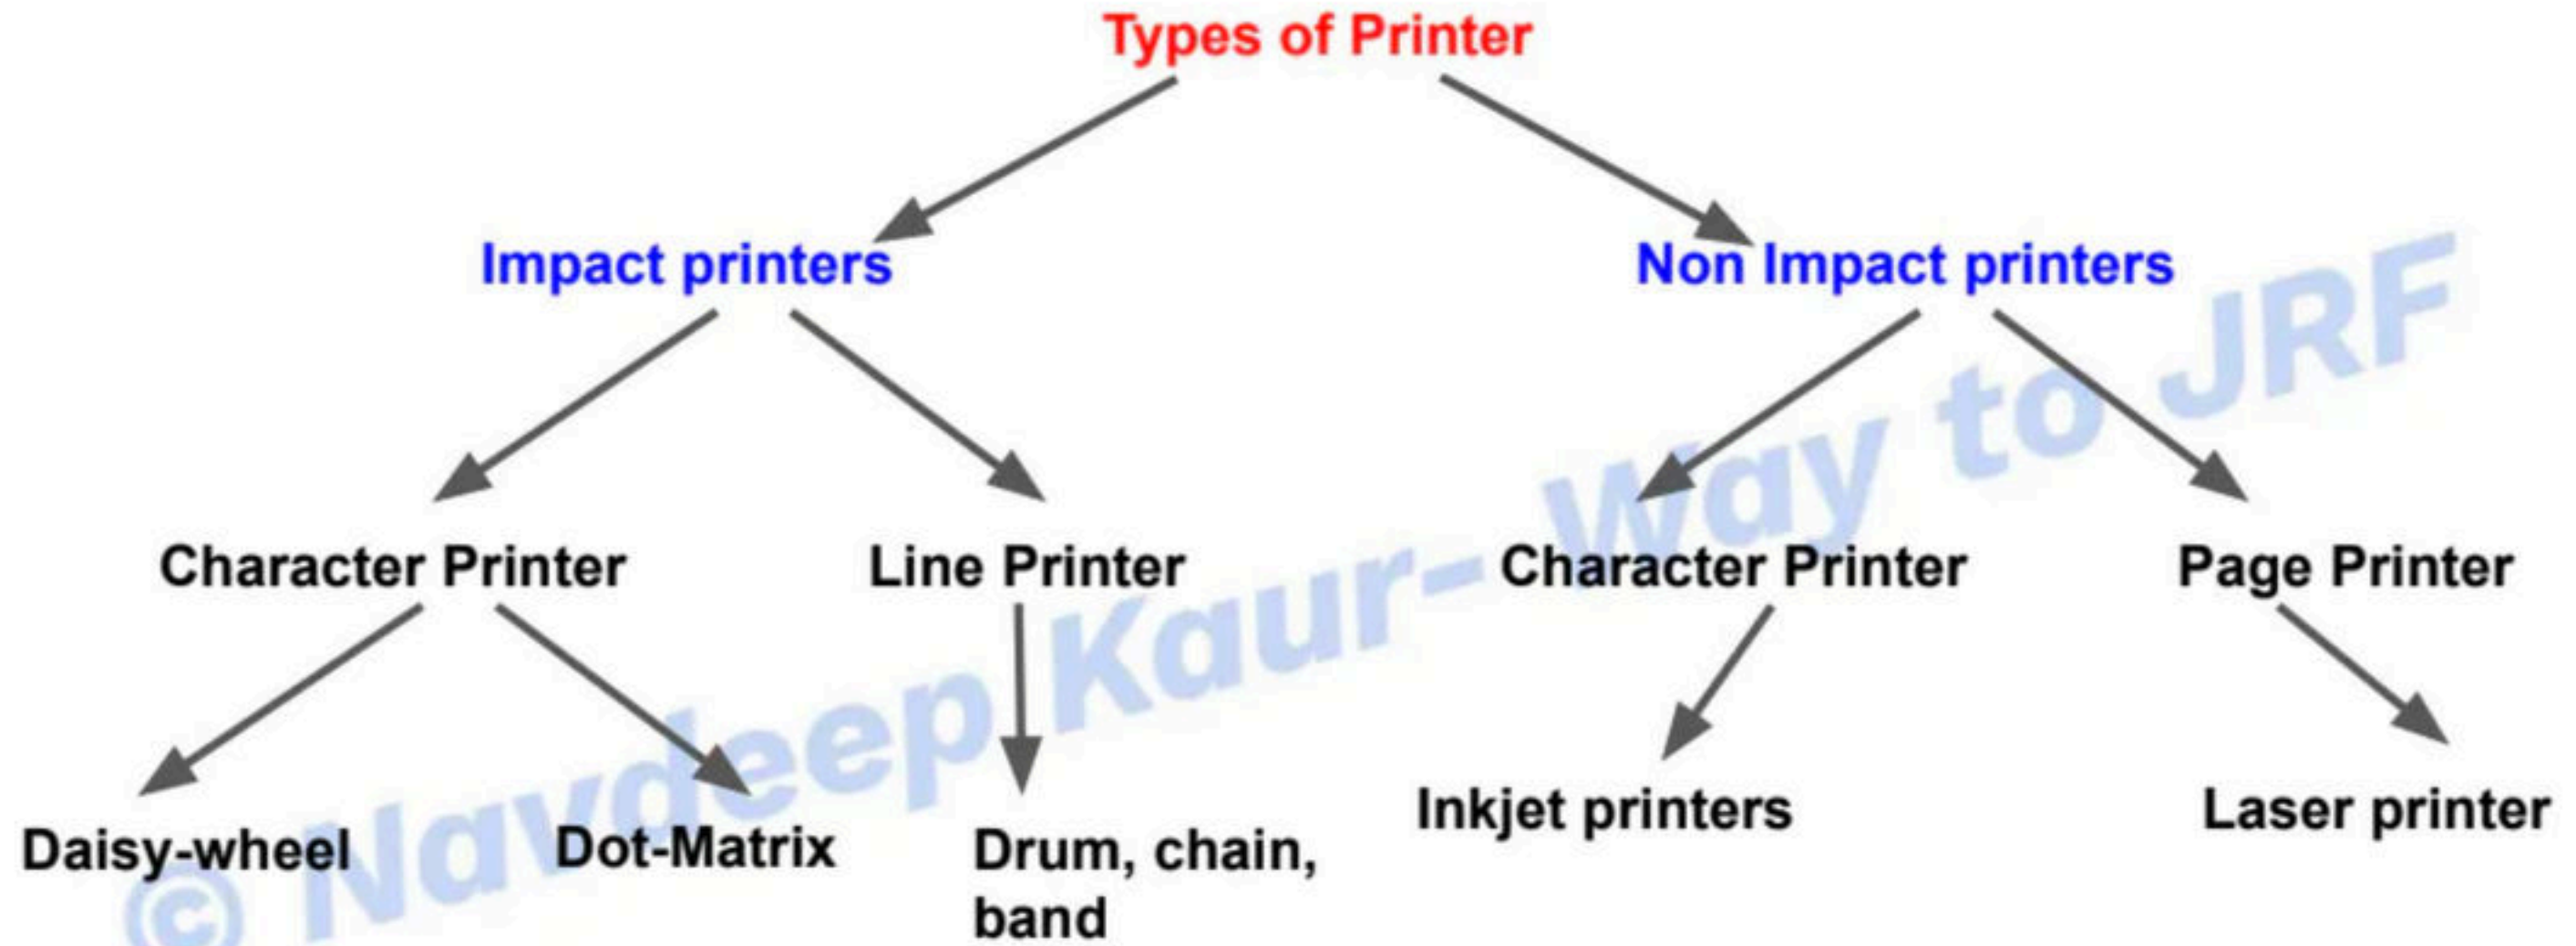 Types of Printer
Impact printers
Non Impact printers
Character Printer
Line Printer
Character Printer
Page Printer
Daisy-wheel
Dot-Matrix
Drum, chain,
band
Inkjet printers
Laser printer
© Navdeep Kaur- Way to JRF